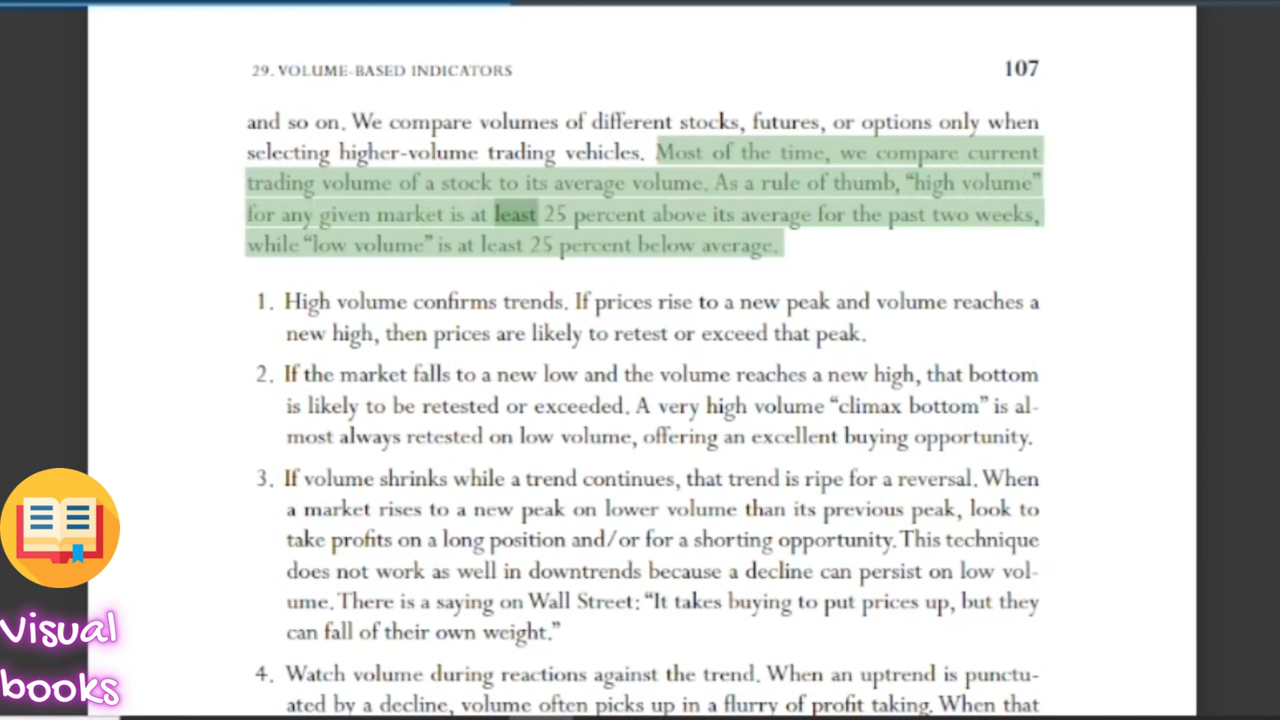 29. VOLUME-BASED INDICATORS 107
and so on. We compare volumes of different stocks, futures, or options only when
selecting higher-volume trading vehicles. Most of the time, we compare current
trading volume of a stock to its average volume. As a rule of thumb, “high volume”
for any given market is at least 25 percent above its average for the past two weeks,
while “low volume” is at least 25 percent below average.
1. High volume confirms trends. If prices rise to a new peak and volume reaches a
new high, then prices are likely to retest or exceed that peak.
2. If the market falls to a new low and the volume reaches a new high, that bottom
is likely to be retested or exceeded. A very high volume “climax bottom” is al-
most always retested on low volume, offering an excellent buying opportunity.
3. If volume shrinks while a trend continues, that trend is ripe for a reversal. When
a market rises to a new peak on lower volume than its previous peak, look to
take profits on a long position and/or for a shorting opportunity. This technique
does not work as well in downtrends because a decline can persist on low vol-
ume. There is a saying on Wall Street: “It takes buying to put prices up, but they
can fall of their own weight.”
4. Watch volume during reactions against the trend. When an uptrend is punctu-
ated by a decline, volume often picks up in a flurry of profit taking. When that
Visual
books